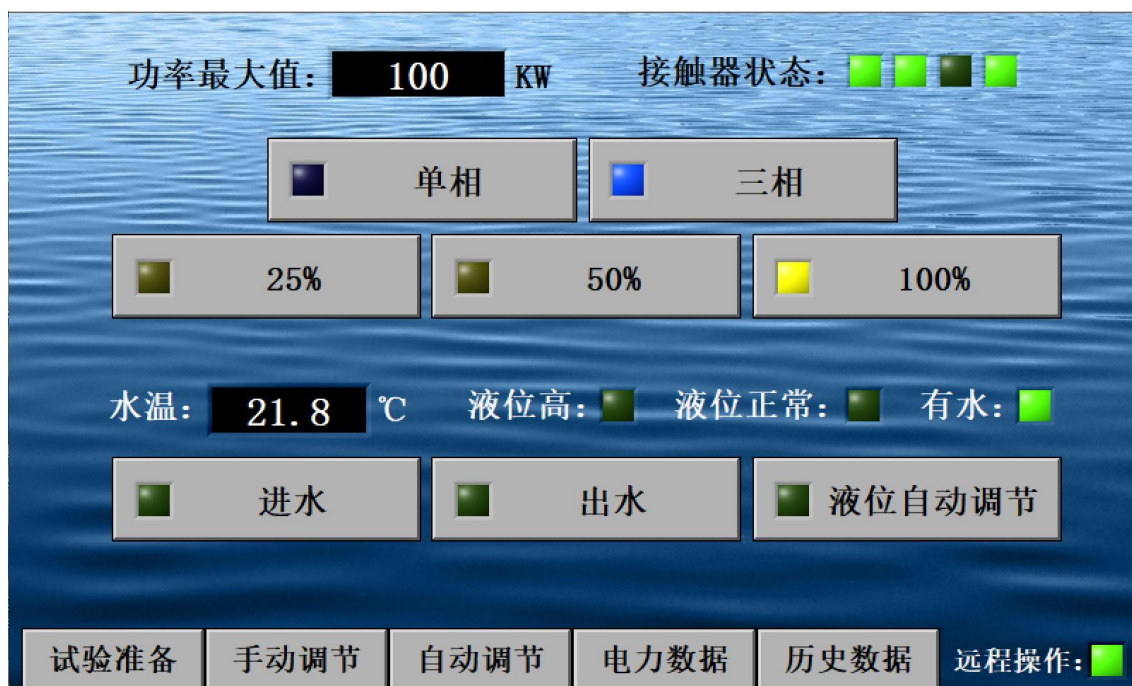 功率最大值： 100 KW 接触器状态：
单相 三相
25% 50% 100%
水温： 21.8 ℃ 液位高： 液位正常： 有水：
进水 出水 液位自动调节
试验准备 手动调节 自动调节 电力数据 历史数据 远程操作：